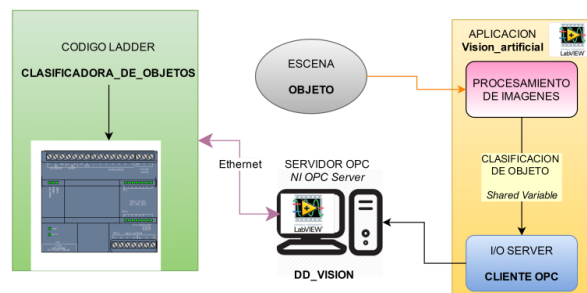 CODIGO LADDER
CLASIFICADORA_DE_OBJETOS
ESCENA
OBJETO
Ethernet
SERVIDOR OPC
NI OPC Server
LabVIEW
DD_VISION
APLICACION
Vision_artificial
LabVIEW
PROCESAMIENTO
DE IMAGENES
CLASIFICACION
DE OBJETO
Shared Variable
I/O SERVER
CLIENTE OPC